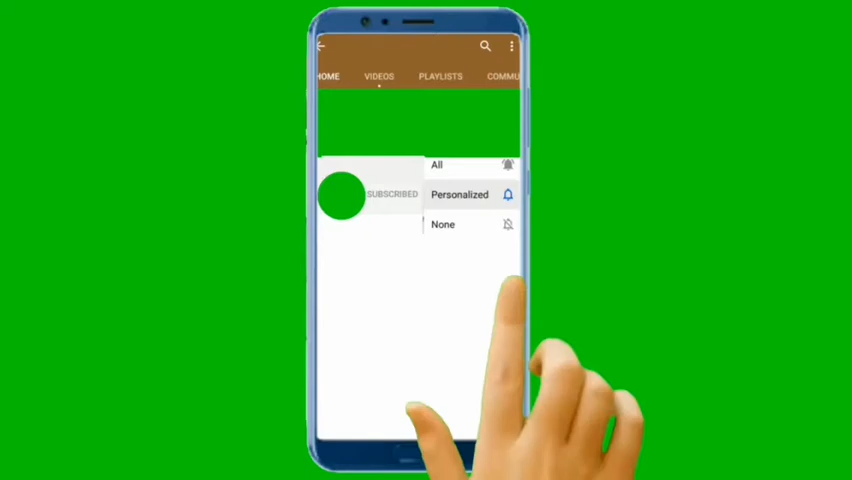 HOME VIDEOS PLAYLISTS COMMU
All
SUBSCRIBED Personalized
None